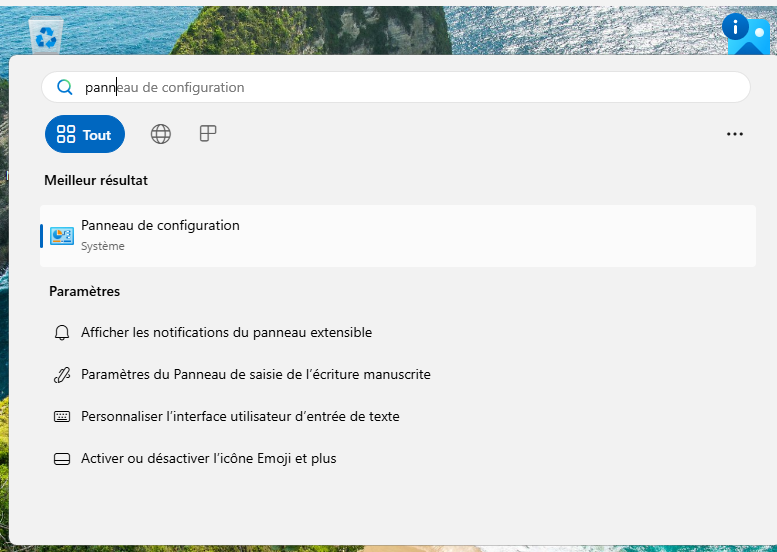 panneau de configuration
Tout
Meilleur résultat
Panneau de configuration
Système
Paramètres
Afficher les notifications du panneau extensible
Paramètres du Panneau de saisie de l’écriture manuscrite
Personnaliser l’interface utilisateur d’entrée de texte
Activer ou désactiver l’icône Emoji et plus